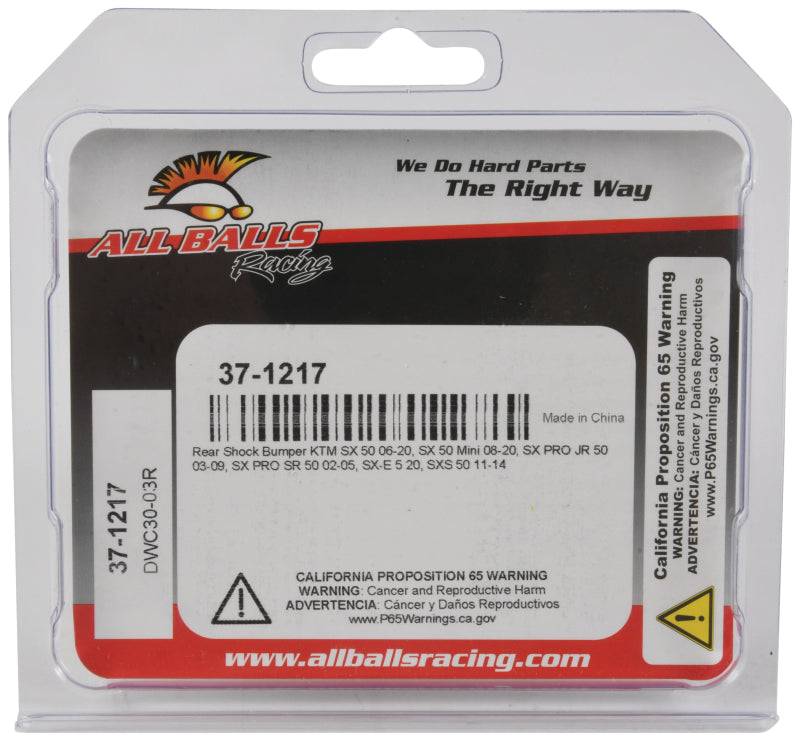 We Do Hard Parts
The Right Way
ALL BALLS
Racing
37-1217
Made in China
Rear Shock Bumper KTM SX 50 06-20, SX 50 Mini 08-20, SX PRO JR 50
03-09, SX PRO SR 50 02-05, SX-E 5 20, SXS 50 11-14
CALIFORNIA PROPOSITION 65 WARNING
WARNING: Cancer and Reproductive Harm
ADVERTENCIA: Cáncer y Daños Reproductivos
www.P65Warnings.ca.gov
37-1217
DWC30-03R
California Proposition 65 Warning
WARNING: Cancer and Reproductive Harm
ADVERTENCIA: Cáncer y Daños Reproductivos
www.P65Warnings.ca.gov
www.allballsracing.com